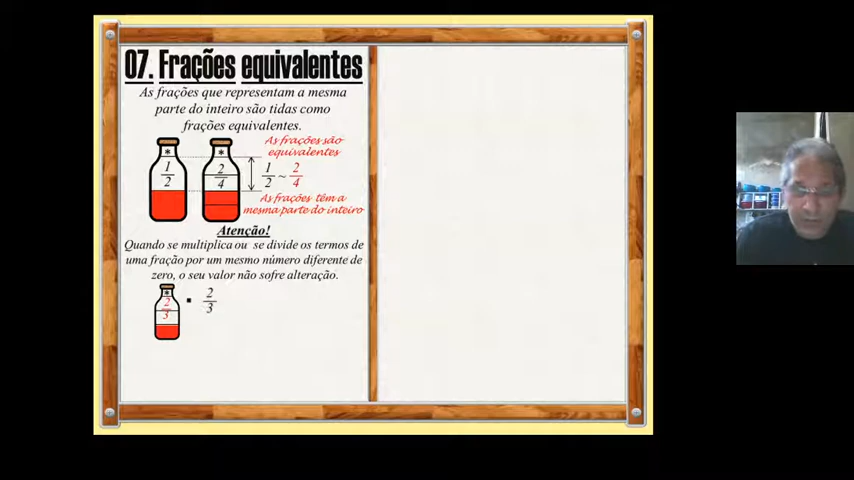 07. Frações equivalentes
As frações que representam a mesma
parte do inteiro são tidas como
frações equivalentes.
*
1/2
*
2/4
As frações são
equivalentes
1/2 ~ 2/4
As frações têm a
mesma parte do inteiro
Atenção!
Quando se multiplica ou se divide os termos de
uma fração por um mesmo número diferente de
zero, o seu valor não sofre alteração.
*
2/3
▪ 2/3